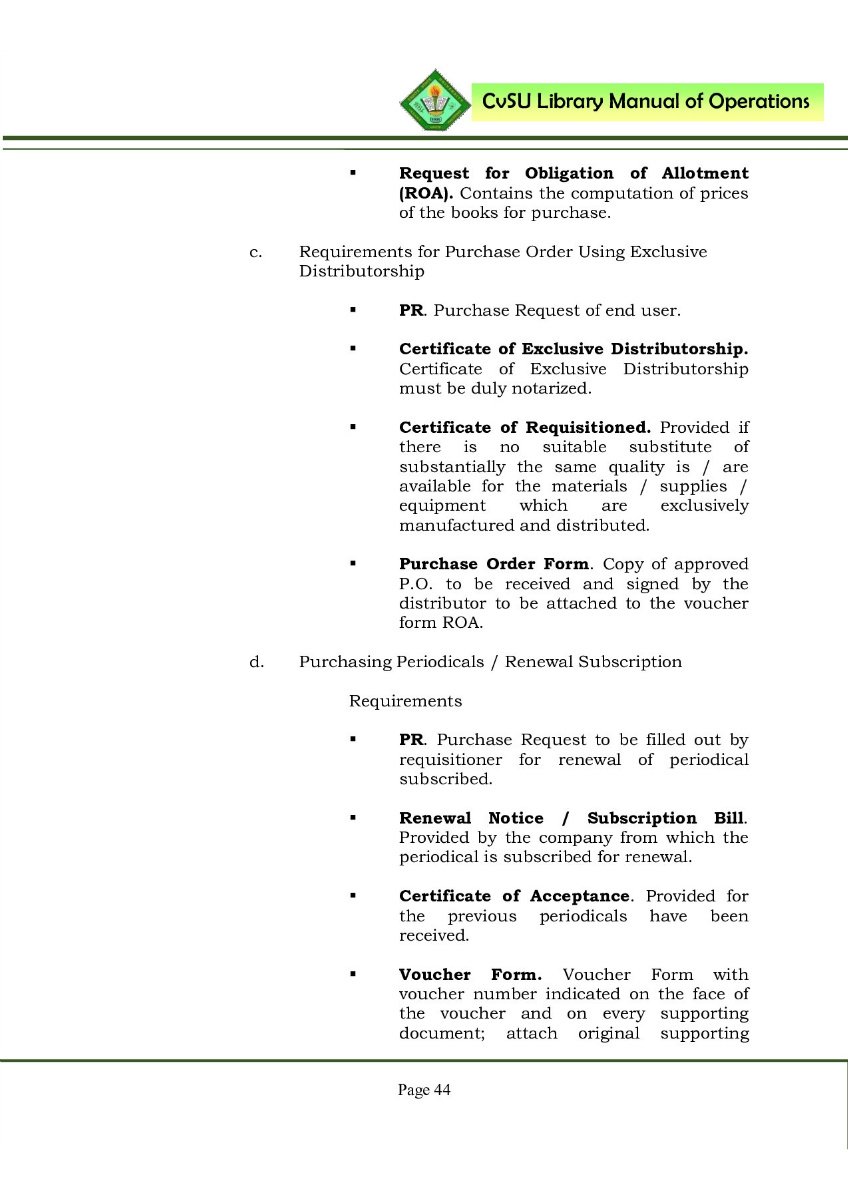 CvSU Library Manual of Operations
▪ Request for Obligation of Allotment
(ROA). Contains the computation of prices
of the books for purchase.
c. Requirements for Purchase Order Using Exclusive
Distributorship
▪ PR. Purchase Request of end user.
▪ Certificate of Exclusive Distributorship.
Certificate of Exclusive Distributorship
must be duly notarized.
▪ Certificate of Requisitioned. Provided if
there is no suitable substitute of
substantially the same quality is / are
available for the materials / supplies /
equipment which are exclusively
manufactured and distributed.
▪ Purchase Order Form. Copy of approved
P.O. to be received and signed by the
distributor to be attached to the voucher
form ROA.
d. Purchasing Periodicals / Renewal Subscription
Requirements
▪ PR. Purchase Request to be filled out by
requisitioner for renewal of periodical
subscribed.
▪ Renewal Notice / Subscription Bill.
Provided by the company from which the
periodical is subscribed for renewal.
▪ Certificate of Acceptance. Provided for
the previous periodicals have been
received.
▪ Voucher Form. Voucher Form with
voucher number indicated on the face of
the voucher and on every supporting
document; attach original supporting
Page 44